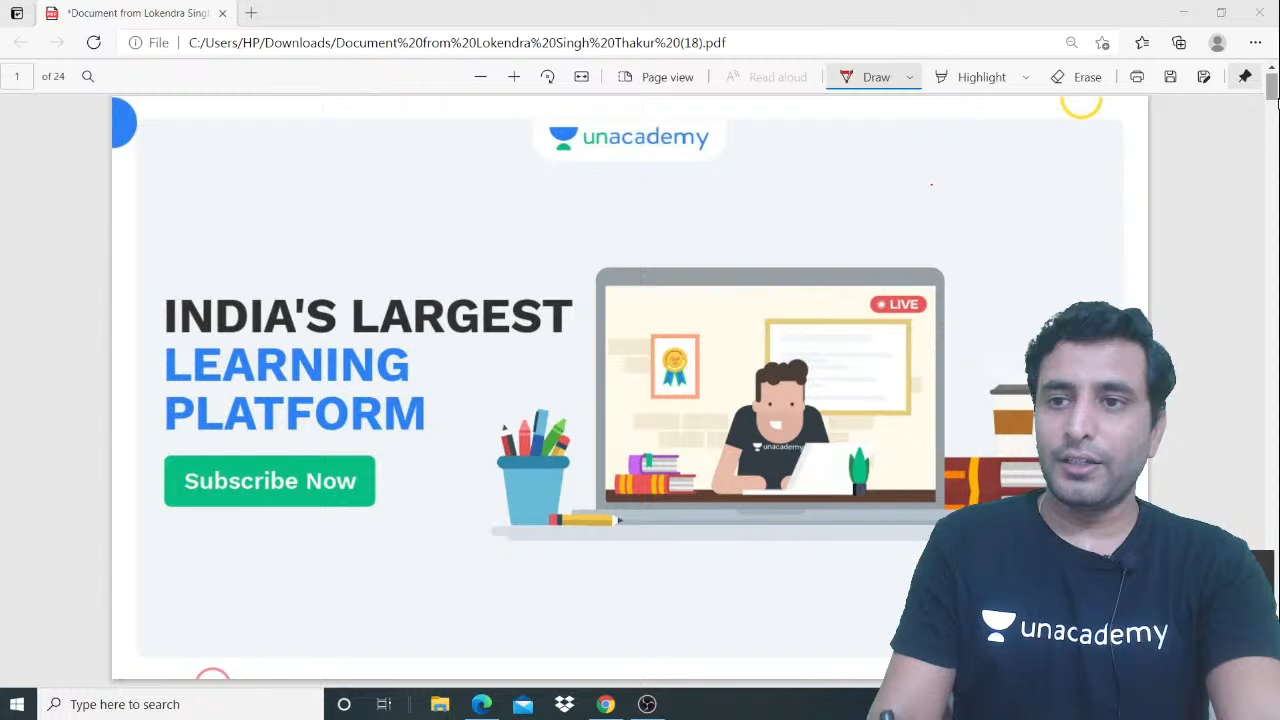 *Document from Lokendra Sing
File
C:/Users/HP/Downloads/Document%20from%20Lokendra%20Singh%20Thakur%20(18).pdf
1 of 24
Page view
Read aloud
Draw
Highlight
Erase
unacademy
LIVE
INDIA'S LARGEST
LEARNING
PLATFORM
unacademy
Subscribe Now
unacademy
Type here to search